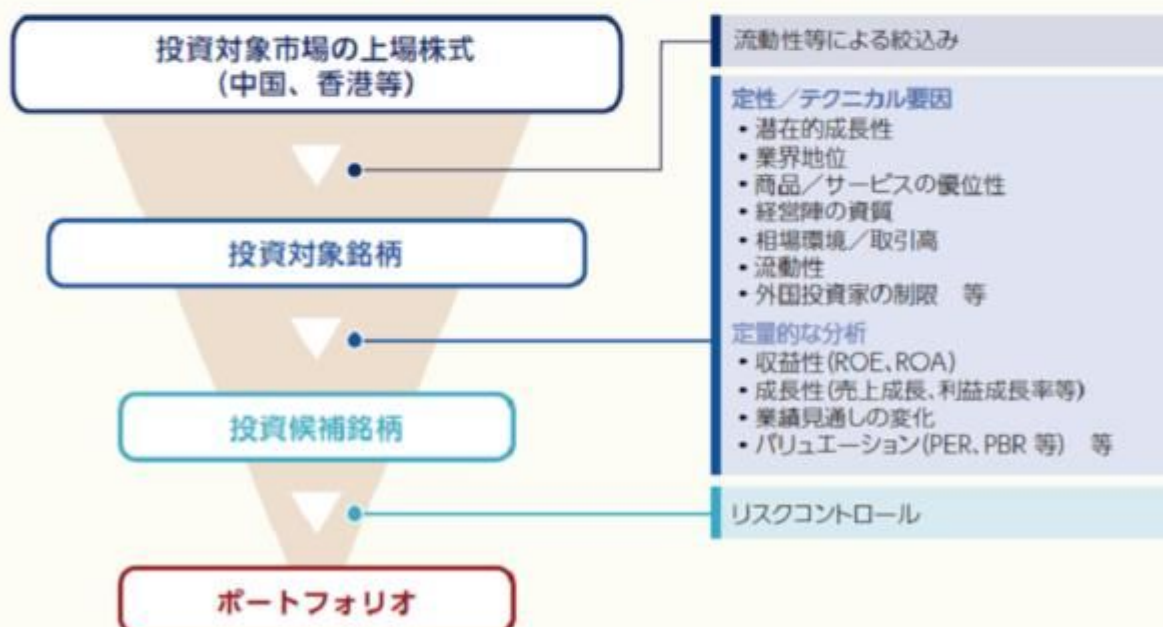 投資対象市場の上場株式
(中国、香港等)
流動性等による絞込み
投資対象銘柄
定性／テクニカル要因
• 潜在的成長性
• 業界地位
• 商品／サービスの優位性
• 経営陣の資質
• 相場環境／取引高
• 流動性
• 外国投資家の制限　等
定量的な分析
• 収益性(ROE、ROA)
• 成長性(売上成長、利益成長率等)
• 業績見通しの変化
• バリュエーション(PER、PBR 等)　等
投資候補銘柄
リスクコントロール
ポートフォリオ